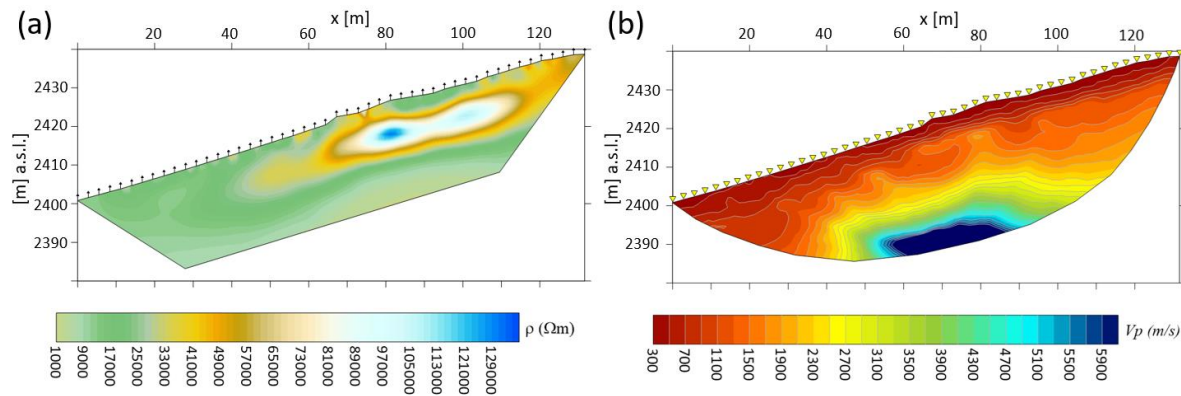 (a)
x [m]
20 40 60 80 100 120
[m] a.s.l.
2430
2420
2410
2400
2390
ρ (Ωm)
1000 9000 17000 25000 33000 41000 49000 57000 73000 81000 89000 97000 105000 113000 121000 129000
(b)
x [m]
20 40 60 80 100 120
[m] a.s.l.
2430
2420
2410
2400
2390
Vp (m/s)
300 700 1100 1500 1900 2300 2700 3100 3500 3900 4300 4700 5100 5500 5900